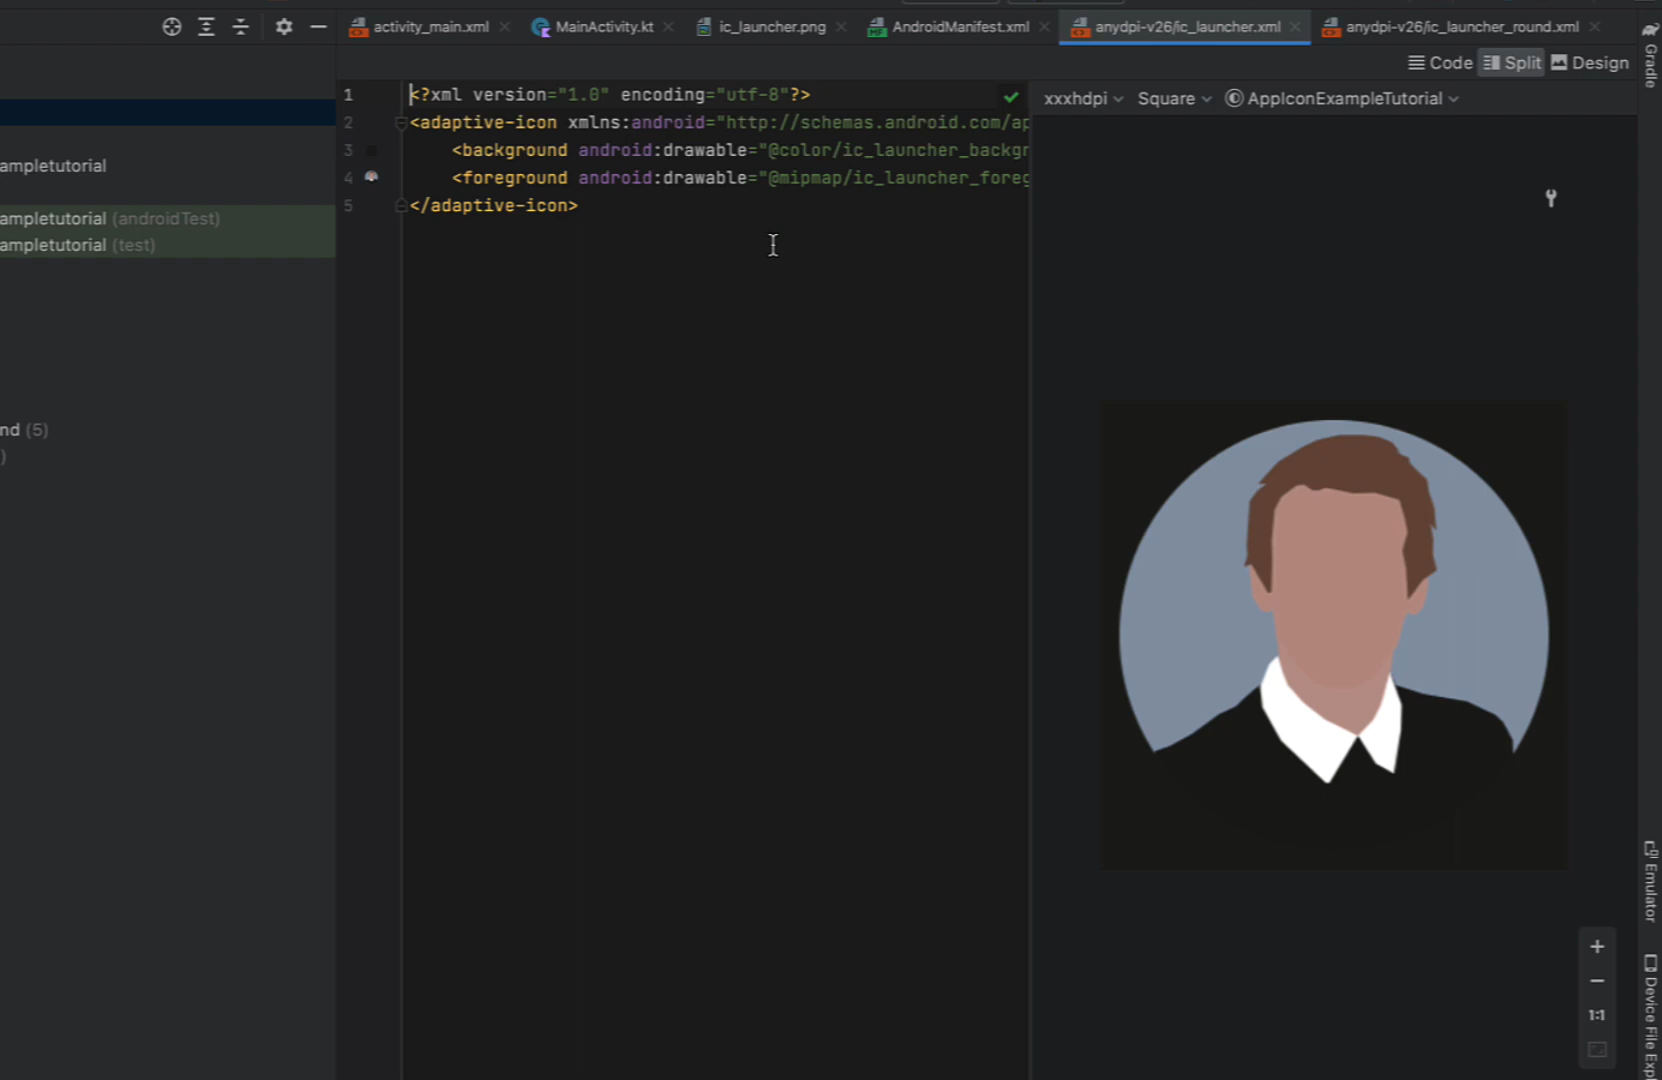 activity_main.xml
MainActivity.kt
ic_launcher.png
AndroidManifest.xml
anydpi-v26/ic_launcher.xml
anydpi-v26/ic_launcher_round.xml
Code
Split
Design
xxxhdpi
Square
AppIconExampleTutorial
ampletutorial
ampletutorial (androidTest)
ampletutorial (test)
nd (5)
)
1 <?xml version="1.0" encoding="utf-8"?>
2 <adaptive-icon xmlns:android="http://schemas.android.com/ap
3 <background android:drawable="@color/ic_launcher_backgr
4 <foreground android:drawable="@mipmap/ic_launcher_foreg
5 </adaptive-icon>
Gradle
Emulator
Device File Expl
1:1